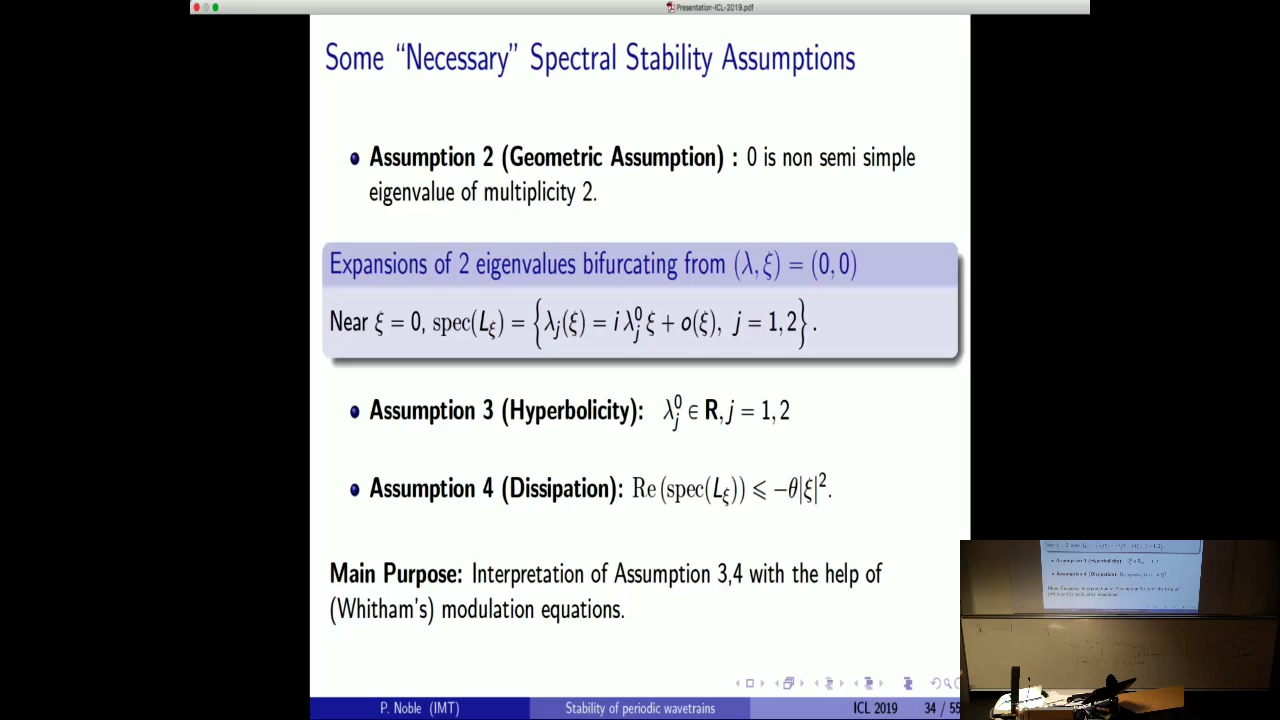 Presentation-ICL-2019.pdf
Some “Necessary” Spectral Stability Assumptions
• Assumption 2 (Geometric Assumption) : 0 is non semi simple
eigenvalue of multiplicity 2.
Expansions of 2 eigenvalues bifurcating from (λ, ξ) = (0, 0)
Near ξ = 0, spec(L_ξ) = {λ_j(ξ) = i λ_j^0 ξ + o(ξ), j = 1, 2}.
• Assumption 3 (Hyperbolicity): λ_j^0 ∈ R, j = 1, 2
• Assumption 4 (Dissipation): Re (spec(L_ξ)) ⩽ −θ|ξ|².
Main Purpose: Interpretation of Assumption 3,4 with the help of
(Whitham's) modulation equations.
P. Noble (IMT) Stability of periodic wavetrains ICL 2019 34 / 55